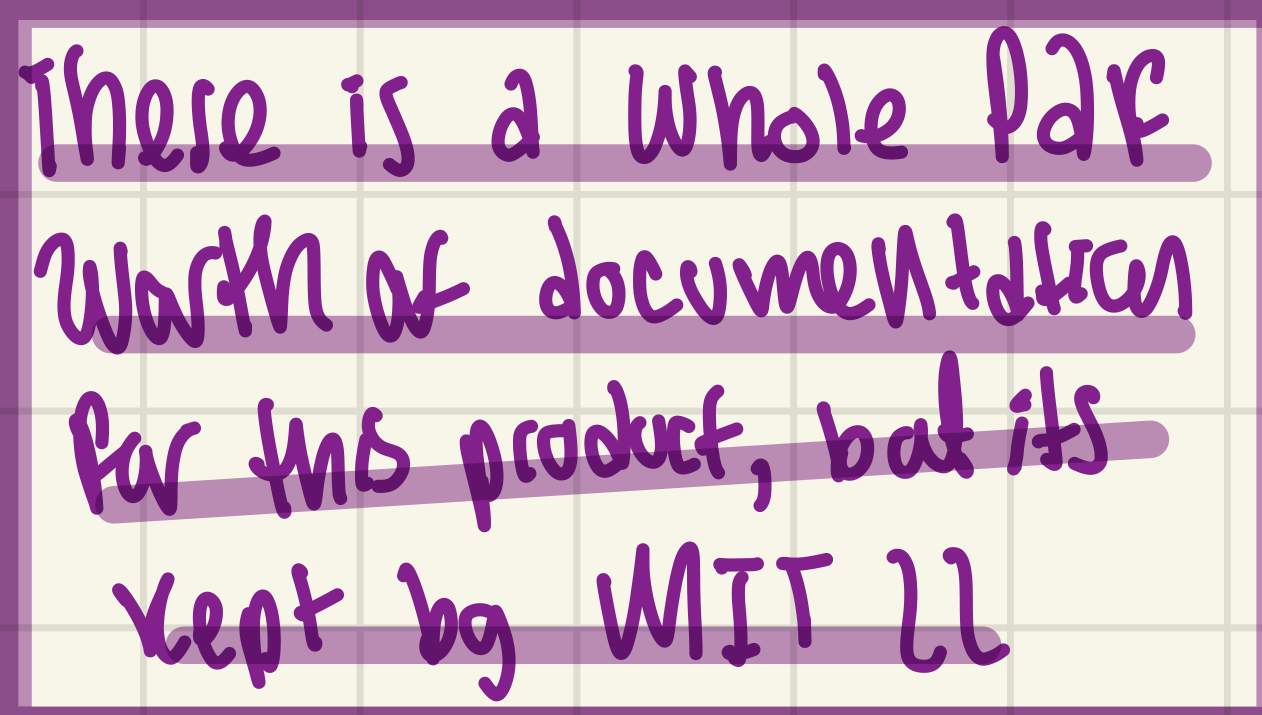 There is a whole PDF
worth of documentation
for this product, but its
kept by MIT LL